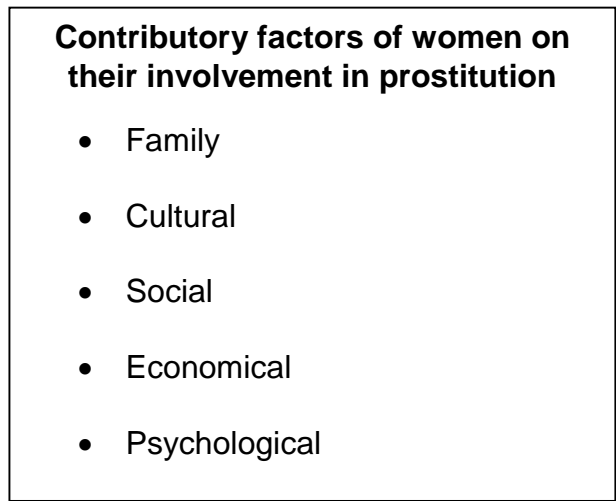 Contributory factors of women on
their involvement in prostitution
• Family
• Cultural
• Social
• Economical
• Psychological